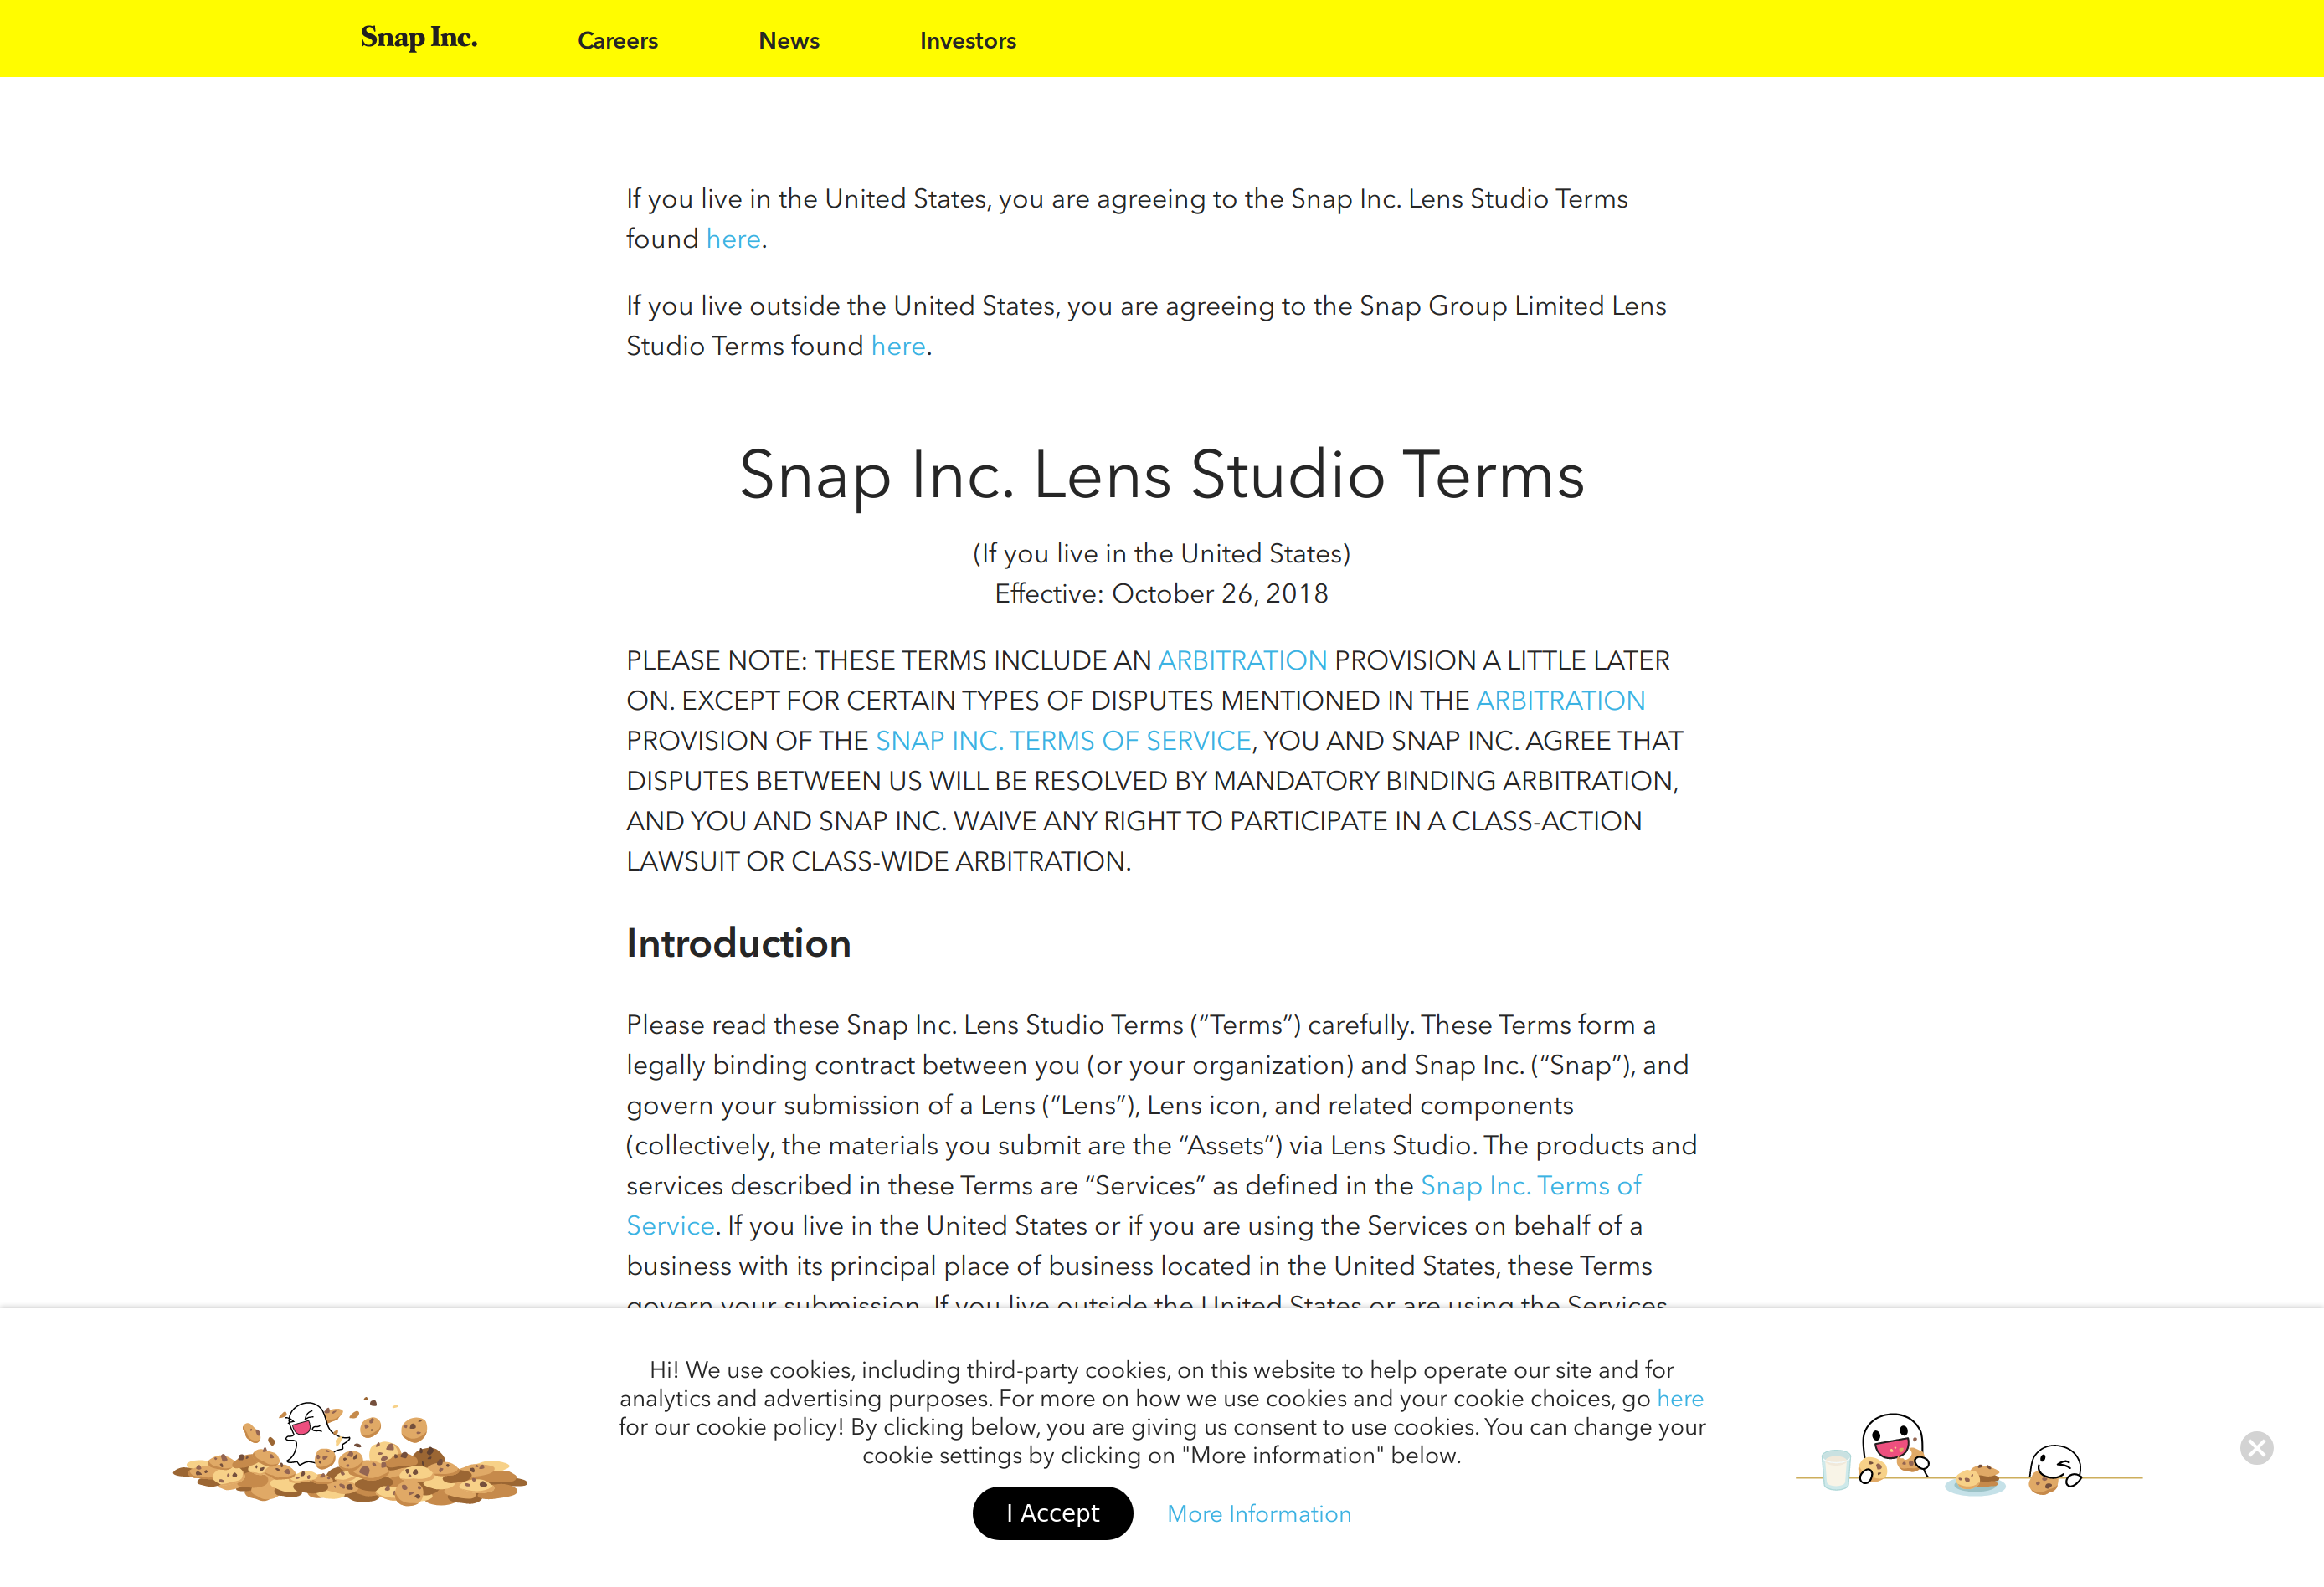 Snap Inc.
Careers
News
Investors
If you live in the United States, you are agreeing to the Snap Inc. Lens Studio Terms
found here.
If you live outside the United States, you are agreeing to the Snap Group Limited Lens
Studio Terms found here.
Snap Inc. Lens Studio Terms
(If you live in the United States)
Effective: October 26, 2018
PLEASE NOTE: THESE TERMS INCLUDE AN ARBITRATION PROVISION A LITTLE LATER
ON. EXCEPT FOR CERTAIN TYPES OF DISPUTES MENTIONED IN THE ARBITRATION
PROVISION OF THE SNAP INC. TERMS OF SERVICE, YOU AND SNAP INC. AGREE THAT
DISPUTES BETWEEN US WILL BE RESOLVED BY MANDATORY BINDING ARBITRATION,
AND YOU AND SNAP INC. WAIVE ANY RIGHT TO PARTICIPATE IN A CLASS-ACTION
LAWSUIT OR CLASS-WIDE ARBITRATION.
Introduction
Please read these Snap Inc. Lens Studio Terms (“Terms”) carefully. These Terms form a
legally binding contract between you (or your organization) and Snap Inc. (“Snap”), and
govern your submission of a Lens (“Lens”), Lens icon, and related components
(collectively, the materials you submit are the “Assets”) via Lens Studio. The products and
services described in these Terms are “Services” as defined in the Snap Inc. Terms of
Service. If you live in the United States or if you are using the Services on behalf of a
business with its principal place of business located in the United States, these Terms
govern your submission. If you live outside the United States or are using the Services
Hi! We use cookies, including third-party cookies, on this website to help operate our site and for
analytics and advertising purposes. For more on how we use cookies and your cookie choices, go here
for our cookie policy! By clicking below, you are giving us consent to use cookies. You can change your
cookie settings by clicking on "More information" below.
I Accept
More Information